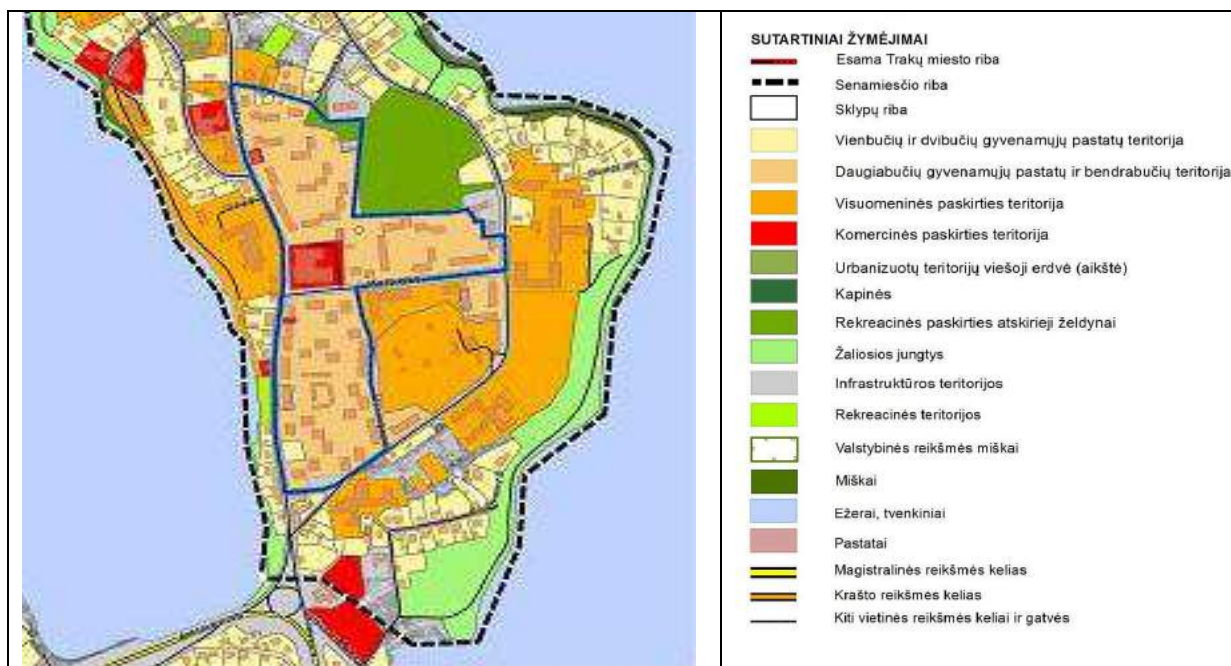 SUTARTINIAI ŽYMĖJIMAI
Esama Trakų miesto riba
Senamiesčio riba
Sklypų riba
Vienbučių ir dvibučių gyvenamųjų pastatų teritorija
Daugiabučių gyvenamųjų pastatų ir bendrabučių teritorija
Visuomeninės paskirties teritorija
Komercinės paskirties teritorija
Urbanizuotų teritorijų viešoji erdvė (aikštė)
Kapinės
Rekreacinės paskirties atskirieji želdynai
Žaliosios jungtys
Infrastruktūros teritorijos
Rekreacinės teritorijos
Valstybinės reikšmės miškai
Miškai
Ežerai, tvenkiniai
Pastatai
Magistralinės reikšmės kelias
Krašto reikšmės kelias
Kiti vietinės reikšmės keliai ir gatvės